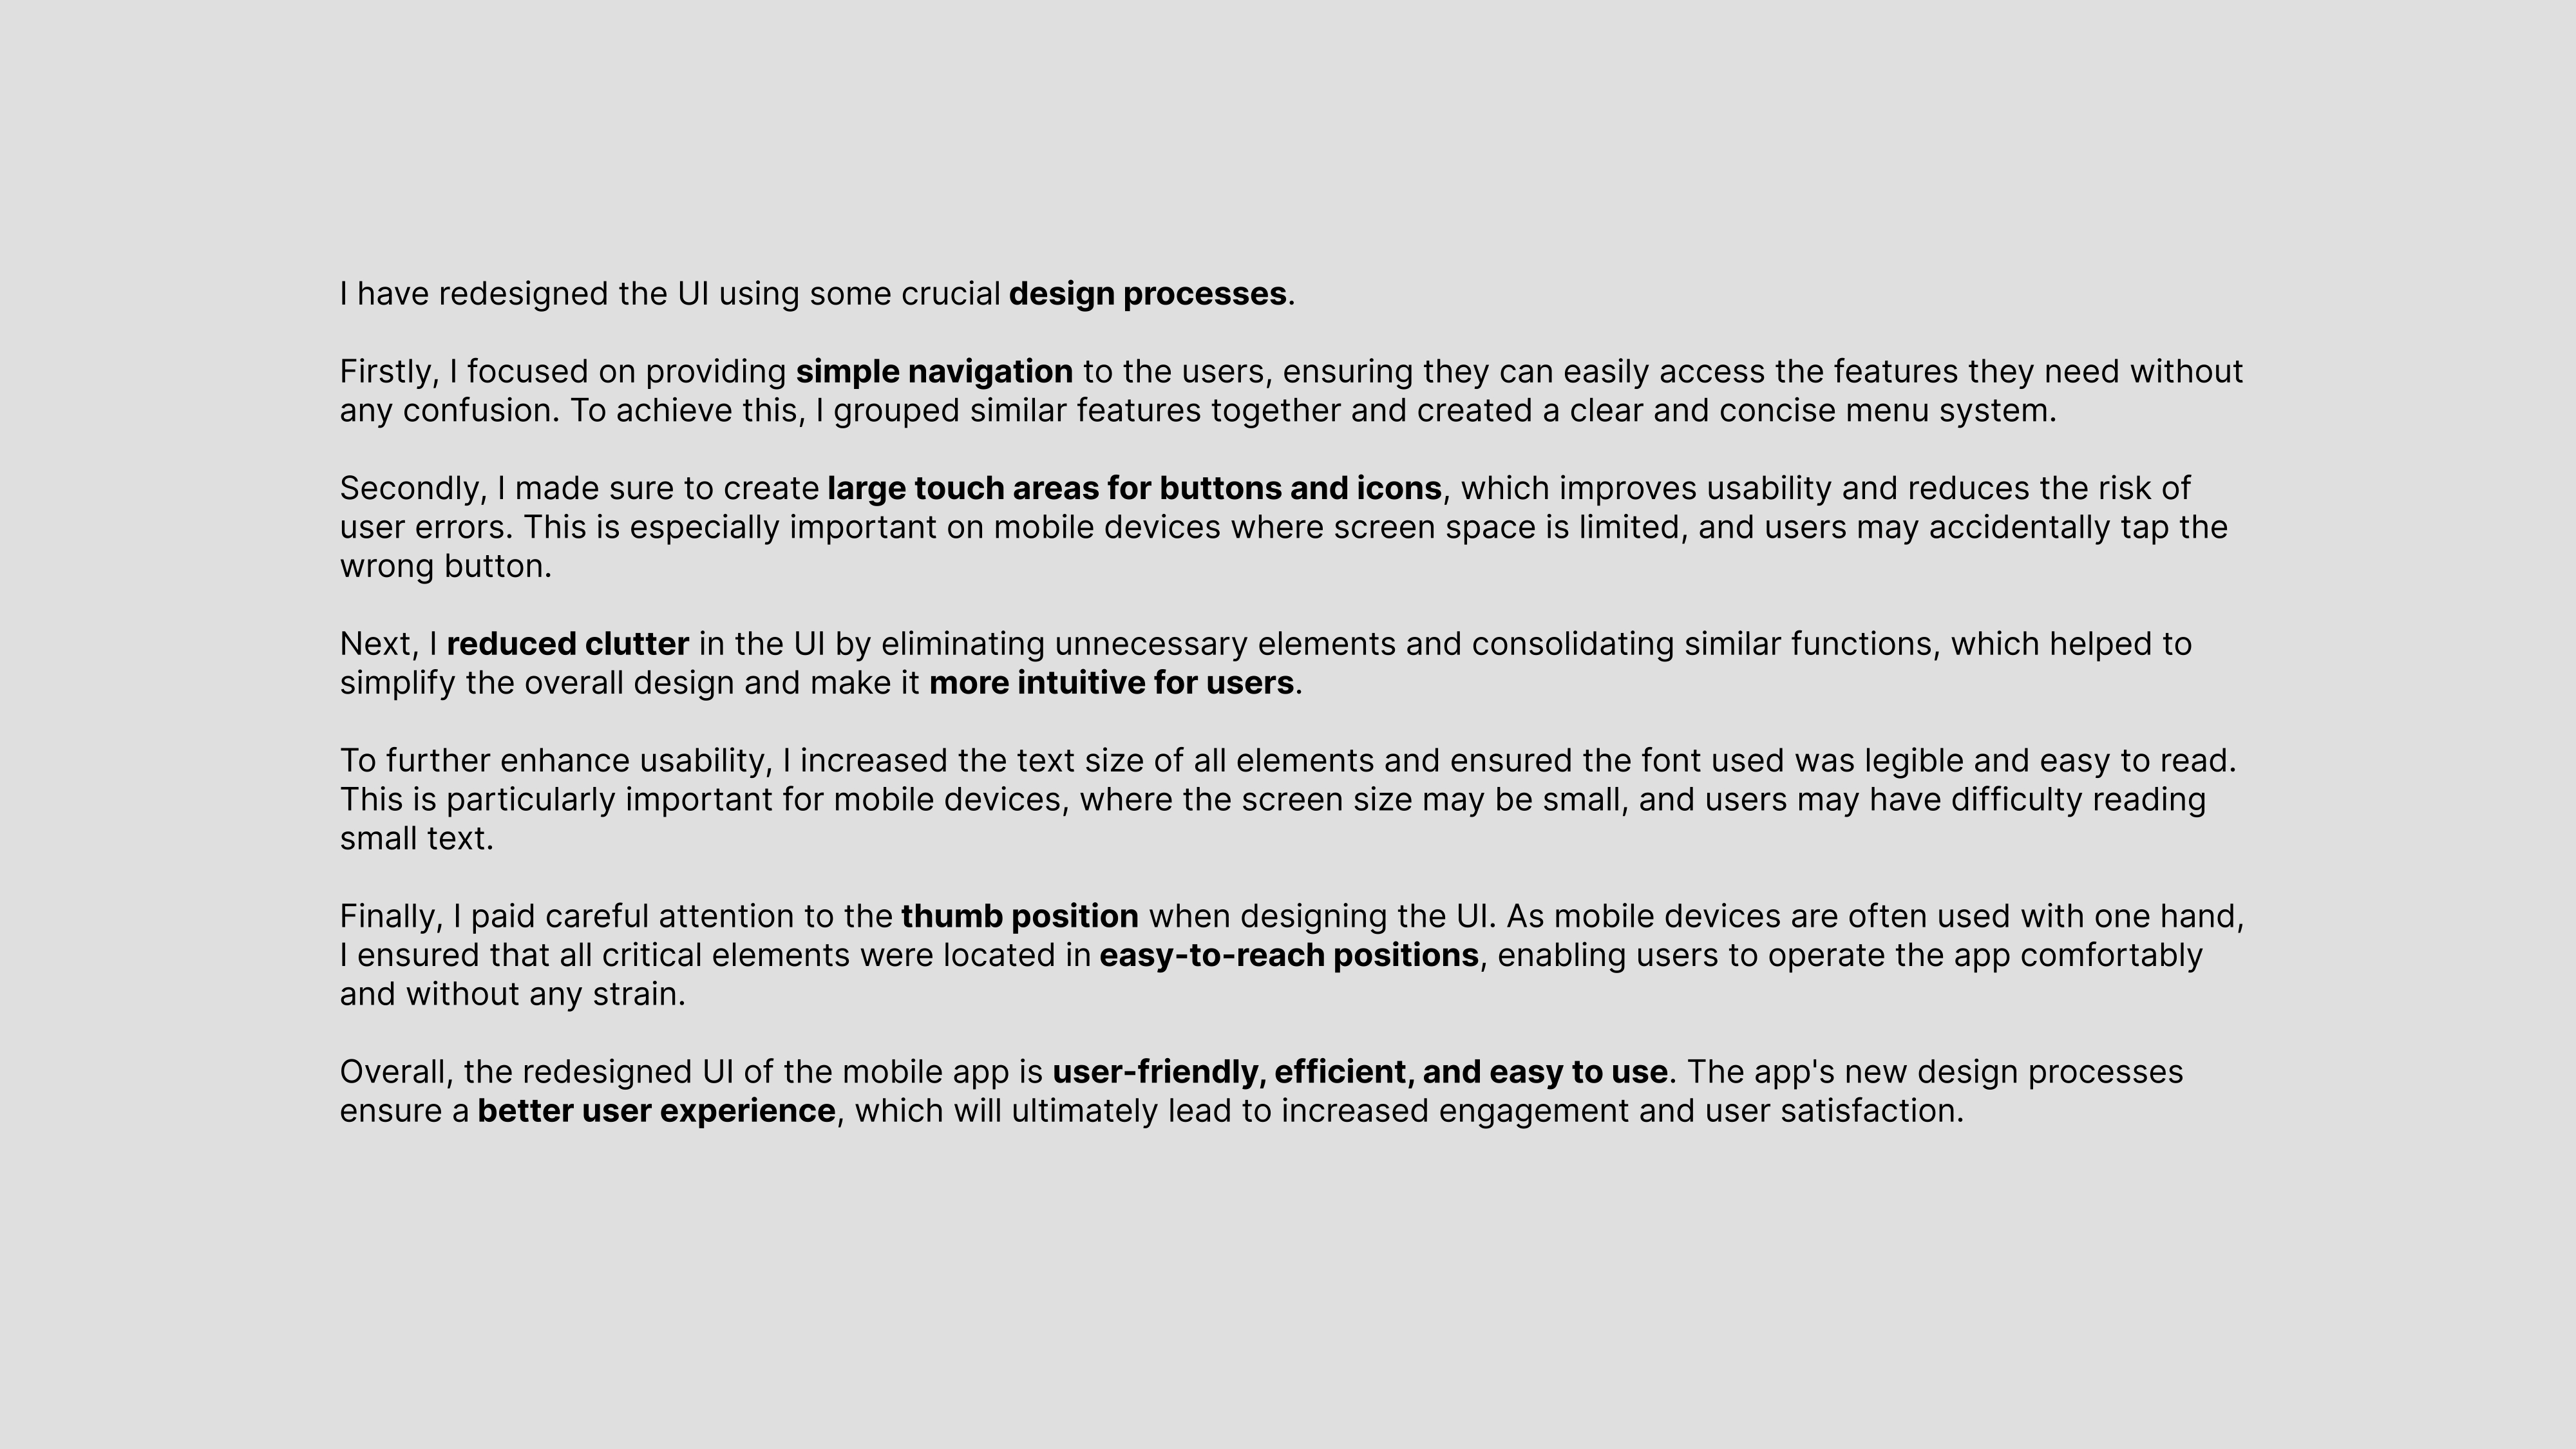 I have redesigned the UI using some crucial design processes.
Firstly, I focused on providing simple navigation to the users, ensuring they can easily access the features they need without
any confusion. To achieve this, I grouped similar features together and created a clear and concise menu system.
Secondly, I made sure to create large touch areas for buttons and icons, which improves usability and reduces the risk of
user errors. This is especially important on mobile devices where screen space is limited, and users may accidentally tap the
wrong button.
Next, I reduced clutter in the UI by eliminating unnecessary elements and consolidating similar functions, which helped to
simplify the overall design and make it more intuitive for users.
To further enhance usability, I increased the text size of all elements and ensured the font used was legible and easy to read.
This is particularly important for mobile devices, where the screen size may be small, and users may have difficulty reading
small text.
Finally, I paid careful attention to the thumb position when designing the UI. As mobile devices are often used with one hand,
I ensured that all critical elements were located in easy-to-reach positions, enabling users to operate the app comfortably
and without any strain.
Overall, the redesigned UI of the mobile app is user-friendly, efficient, and easy to use. The app's new design processes
ensure a better user experience, which will ultimately lead to increased engagement and user satisfaction.